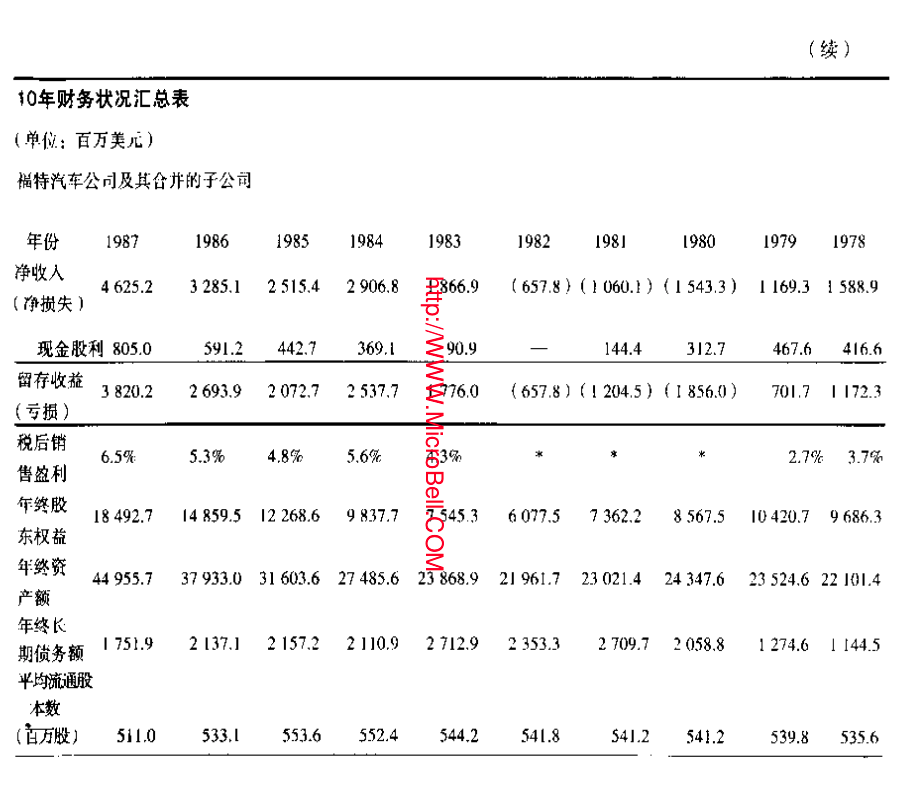 （续）
10年财务状况汇总表
（单位：百万美元）
福特汽车公司及其合并的子公司
年份 1987 1986 1985 1984 1983 1982 1981 1980 1979 1978
净收入
（净损失） 4 625.2 3 285.1 2 515.4 2 906.8 1 866.9 （657.8） （1 060.1） （1 543.3） 1 169.3 1 588.9
现金股利 805.0 591.2 442.7 369.1 90.9 — 144.4 312.7 467.6 416.6
留存收益
（亏损） 3 820.2 2 693.9 2 072.7 2 537.7 1 776.0 （657.8） （1 204.5） （1 856.0） 701.7 1 172.3
税后销
售盈利 6.5% 5.3% 4.8% 5.6% 4.3% * * * 2.7% 3.7%
年终股
东权益 18 492.7 14 859.5 12 268.6 9 837.7 7 545.3 6 077.5 7 362.2 8 567.5 10 420.7 9 686.3
年终资
产额 44 955.7 37 933.0 31 603.6 27 485.6 23 868.9 21 961.7 23 021.4 24 347.6 23 524.6 22 101.4
年终长
期债务额 1 751.9 2 137.1 2 157.2 2 110.9 2 712.9 2 353.3 2 709.7 2 058.8 1 274.6 1 144.5
平均流通股
本数
（百万股） 511.0 533.1 553.6 552.4 544.2 541.8 541.2 541.2 539.8 535.6
http://WWW.MicroBell.COM